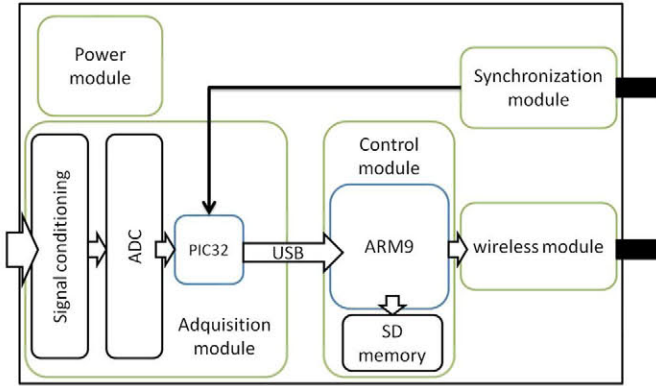 Power
module
Synchronization
module
Control
module
Signal conditioning
ADC
PIC32
USB
ARM9
wireless module
Adquisition
module
SD
memory